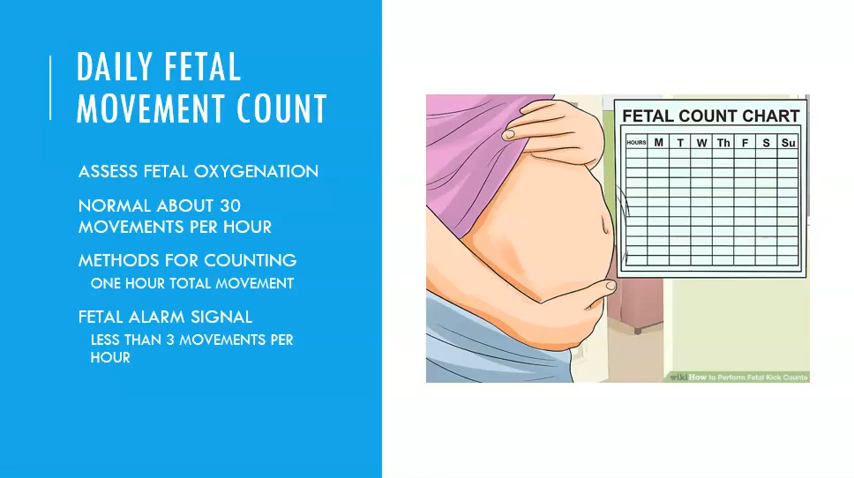 DAILY FETAL
MOVEMENT COUNT
ASSESS FETAL OXYGENATION
NORMAL ABOUT 30
MOVEMENTS PER HOUR
METHODS FOR COUNTING
ONE HOUR TOTAL MOVEMENT
FETAL ALARM SIGNAL
LESS THAN 3 MOVEMENTS PER
HOUR
FETAL COUNT CHART
HOURS M T W Th F S Su
wikiHow to Perform Fetal Kick Counts